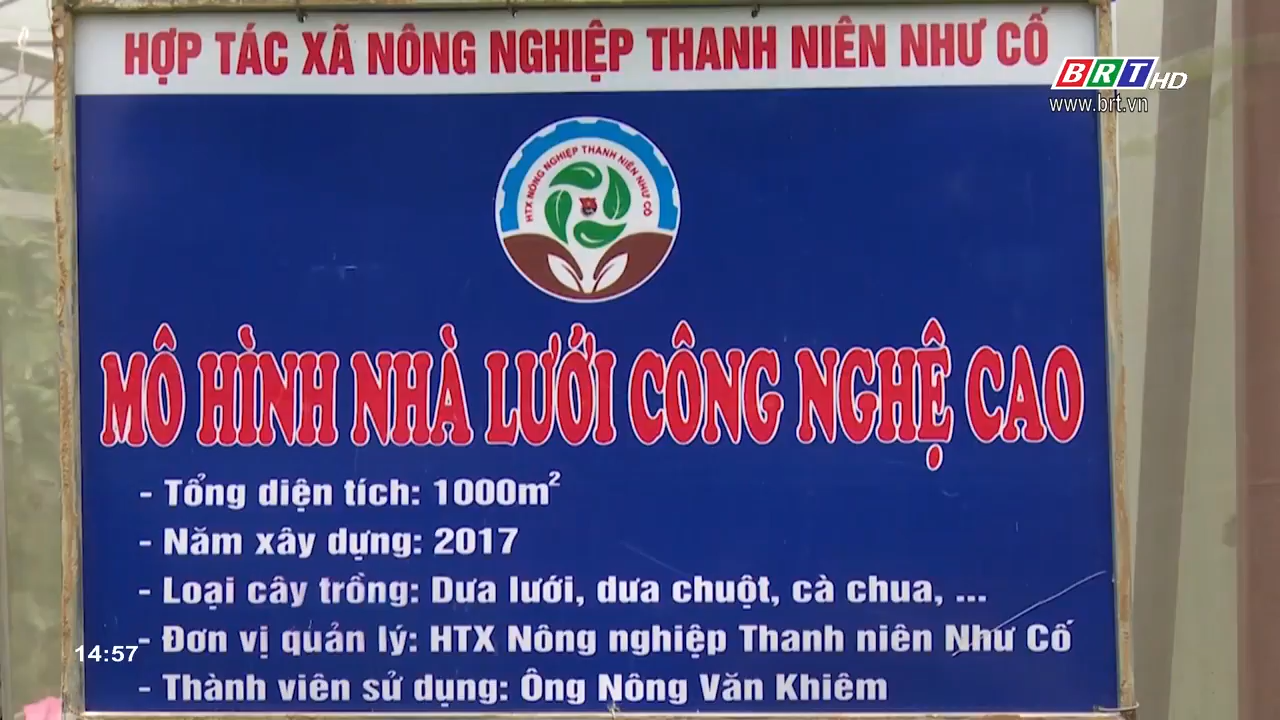 HỢP TÁC XÃ NÔNG NGHIỆP THANH NIÊN NHƯ CỐ
BRT HD
www.brt.vn
HTX NÔNG NGHIỆP THANH NIÊN NHƯ CỐ
MÔ HÌNH NHÀ LƯỚI CÔNG NGHỆ CAO
- Tổng diện tích: 1000m²
- Năm xây dựng: 2017
- Loại cây trồng: Dưa lưới, dưa chuột, cà chua, ...
- Đơn vị quản lý: HTX Nông nghiệp Thanh niên Như Cố
14:57
- Thành viên sử dụng: Ông Nông Văn Khiêm